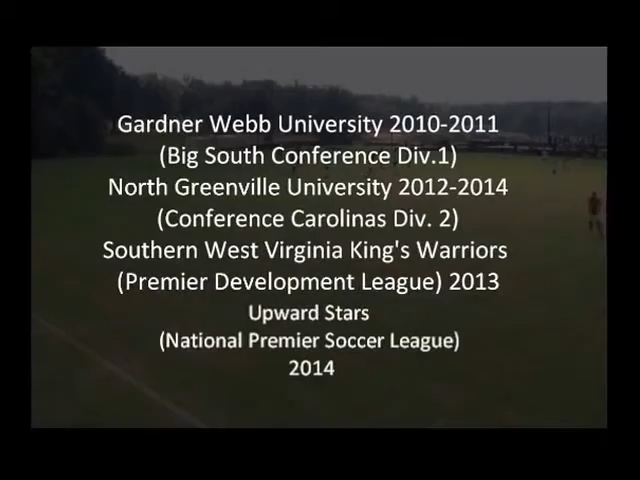 Gardner Webb University 2010-2011
(Big South Conference Div.1)
North Greenville University 2012-2014
(Conference Carolinas Div. 2)
Southern West Virginia King's Warriors
(Premier Development League) 2013
Upward Stars
(National Premier Soccer League)
2014